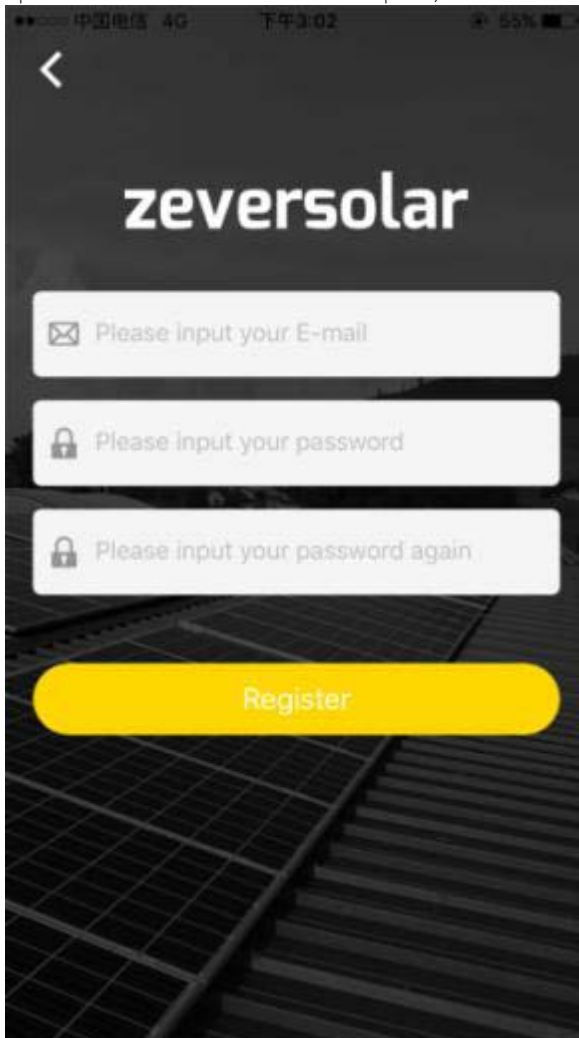 中国电信 4G 下午3:02 55%
zeversolar
Please input your E-mail
Please input your password
Please input your password again
Register